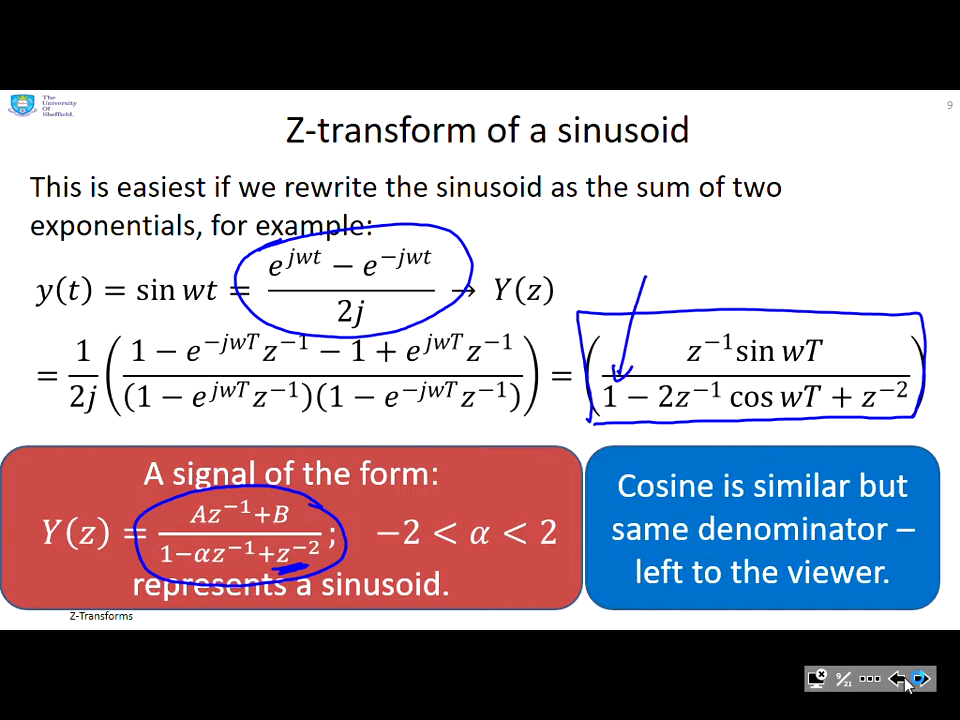 The
University
Of
Sheffield.
9
Z-transform of a sinusoid
This is easiest if we rewrite the sinusoid as the sum of two
exponentials, for example:
y(t) = sin wt = (e^{jwt} − e^{−jwt})/(2j) → Y(z)
= 1/(2j) ((1 − e^{−jwT}z^{−1} − 1 + e^{jwT}z^{−1})/((1 − e^{jwT}z^{−1})(1 − e^{−jwT}z^{−1}))) = ((z^{−1} sin wT)/(1 − 2z^{−1} cos wT + z^{−2}))
A signal of the form:
Y(z) = (Az^{−1}+B)/(1−αz^{−1}+z^{−2}); −2 < α < 2
represents a sinusoid.
Cosine is similar but
same denominator –
left to the viewer.
Z-Transforms
9/21